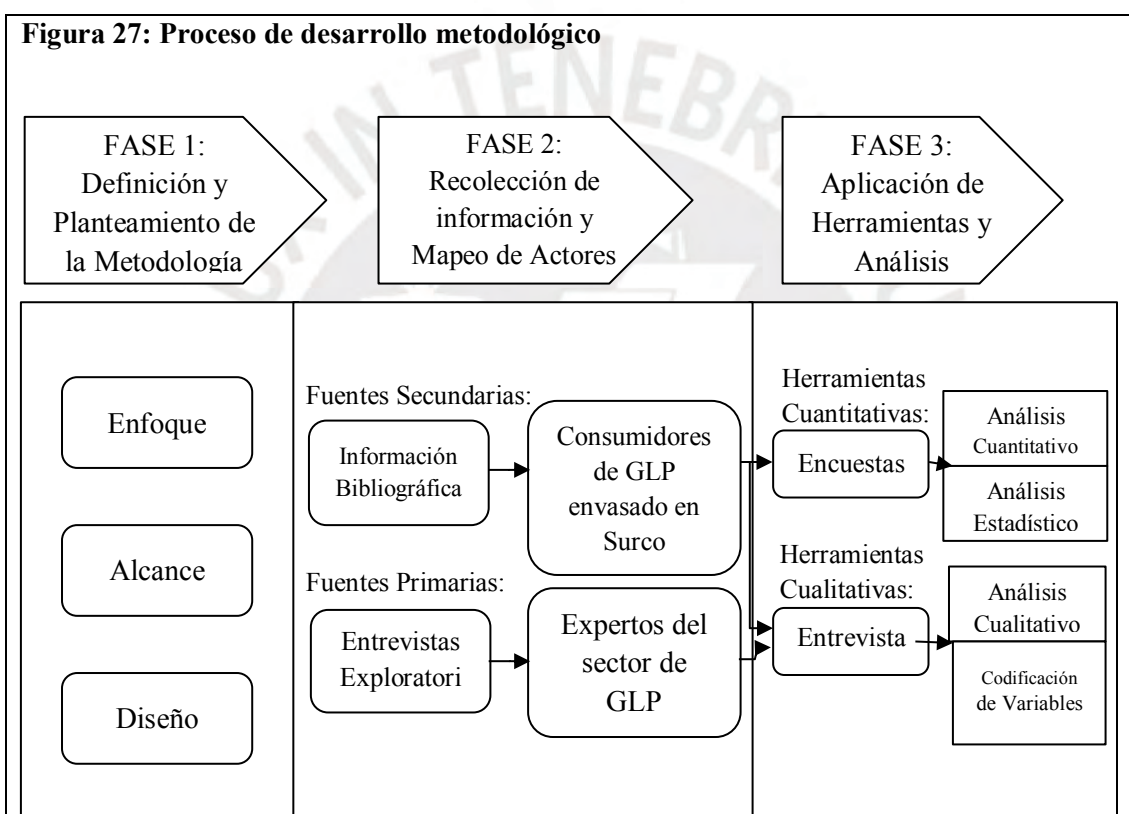 Figura 27: Proceso de desarrollo metodológico
TENEBR
FASE 1:
Definición y
Planteamiento de
la Metodología
FASE 2:
Recolección de
información y
Mapeo de Actores
FASE 3:
Aplicación de
Herramientas y
Análisis
Enfoque
Alcance
Diseño
Fuentes Secundarias:
Información
Bibliográfica
Consumidores
de GLP
envasado en
Surco
Fuentes Primarias:
Entrevistas
Exploratori
Expertos del
sector de
GLP
Herramientas
Cuantitativas:
Encuestas
Análisis
Cuantitativo
Análisis
Estadístico
Herramientas
Cualitativas:
Entrevista
Análisis
Cualitativo
Codificación
de Variables